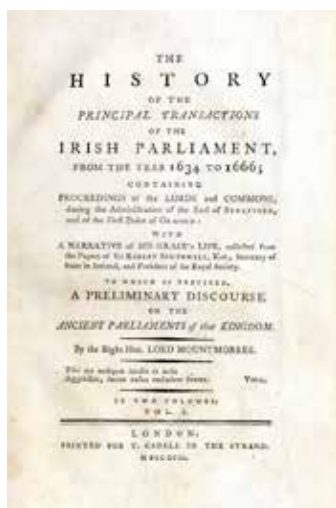 THE
HISTORY
OF THE
PRINCIPAL TRANSACTIONS
OF THE
IRISH PARLIAMENT,
FROM THE YEAR 1634 TO 1666;
CONTAINING
PROCEEDINGS of the LORDS and COMMONS,
during the Administration of the Earl of STRAFFORD,
and of the First Duke of ORMOND:
WITH
A NARRATIVE of HIS GRACE's LIFE, collected from
the Papers of Sir ROBERT SOUTHWELL, Knt., Secretary of
State in Ireland, and President of the Royal Society.
TO WHICH IS PREFIXED,
A PRELIMINARY DISCOURSE
ON THE
ANCIENT PARLIAMENTS of that KINGDOM.
By the Right Hon. LORD MOUNTMORRES.
VIRG.
IN TWO VOLUMES,
VOL. I.
LONDON,
PRINTED FOR T. CADELL IN THE STRAND.